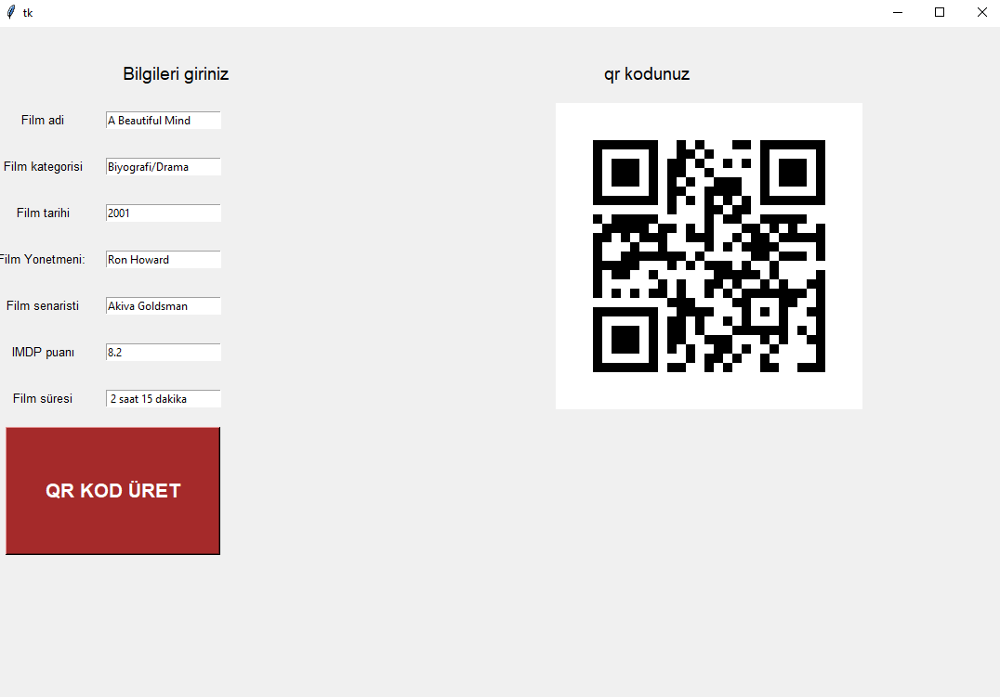 tk
Bilgileri giriniz
qr kodunuz
Film adi
A Beautiful Mind
Film kategorisi
Biyografi/Drama
Film tarihi
2001
Film Yonetmeni:
Ron Howard
Film senaristi
Akiva Goldsman
IMDP puanı
8.2
Film süresi
2 saat 15 dakika
QR KOD ÜRET